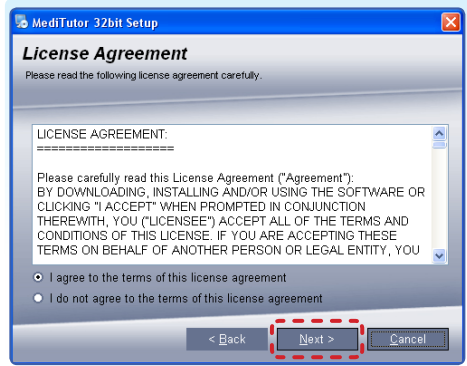 MediTutor 32bit Setup
License Agreement
Please read the following license agreement carefully.
LICENSE AGREEMENT:
===================
Please carefully read this License Agreement ("Agreement"):
BY DOWNLOADING, INSTALLING AND/OR USING THE SOFTWARE OR
CLICKING "I ACCEPT" WHEN PROMPTED IN CONJUNCTION
THEREWITH, YOU ("LICENSEE") ACCEPT ALL OF THE TERMS AND
CONDITIONS OF THIS LICENSE. IF YOU ARE ACCEPTING THESE
TERMS ON BEHALF OF ANOTHER PERSON OR LEGAL ENTITY, YOU
I agree to the terms of this license agreement
I do not agree to the terms of this license agreement
< Back Next > Cancel